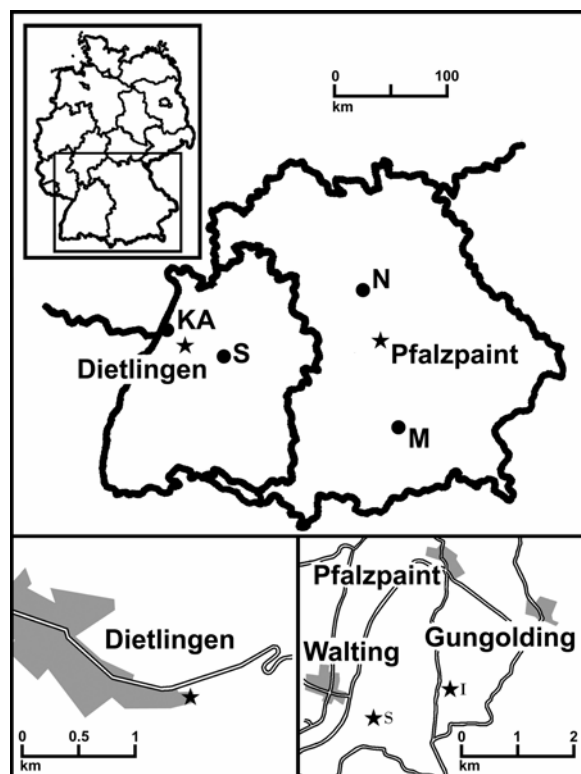 0 100
km
N
KA
S
Dietlingen
Pfalzpaint
M
Dietlingen
0 0.5 1
km
Pfalzpaint
Gungolding
Walting
I
S
0 1 2
km